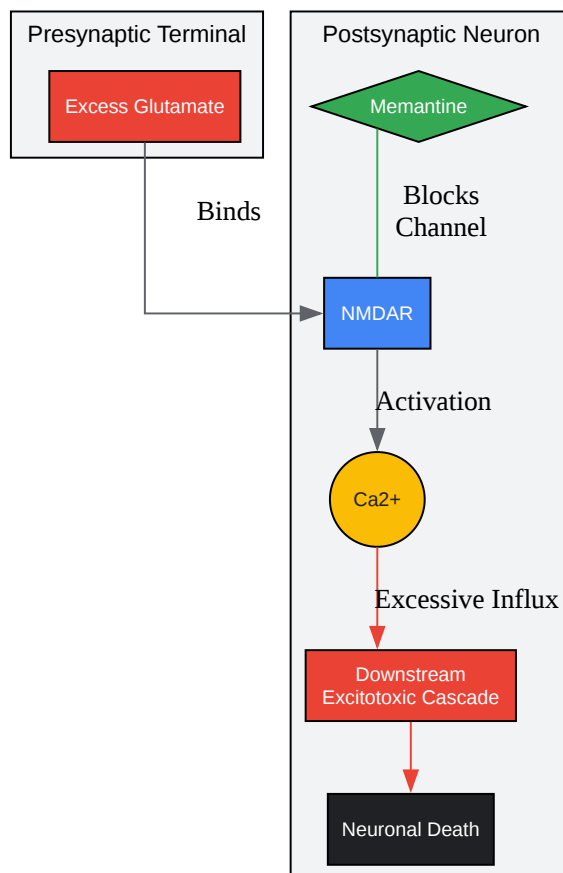 Presynaptic Terminal
Excess Glutamate
Postsynaptic Neuron
Memantine
Binds
Blocks
Channel
NMDAR
Activation
Ca2+
Excessive Influx
Downstream
Excitotoxic Cascade
Neuronal Death